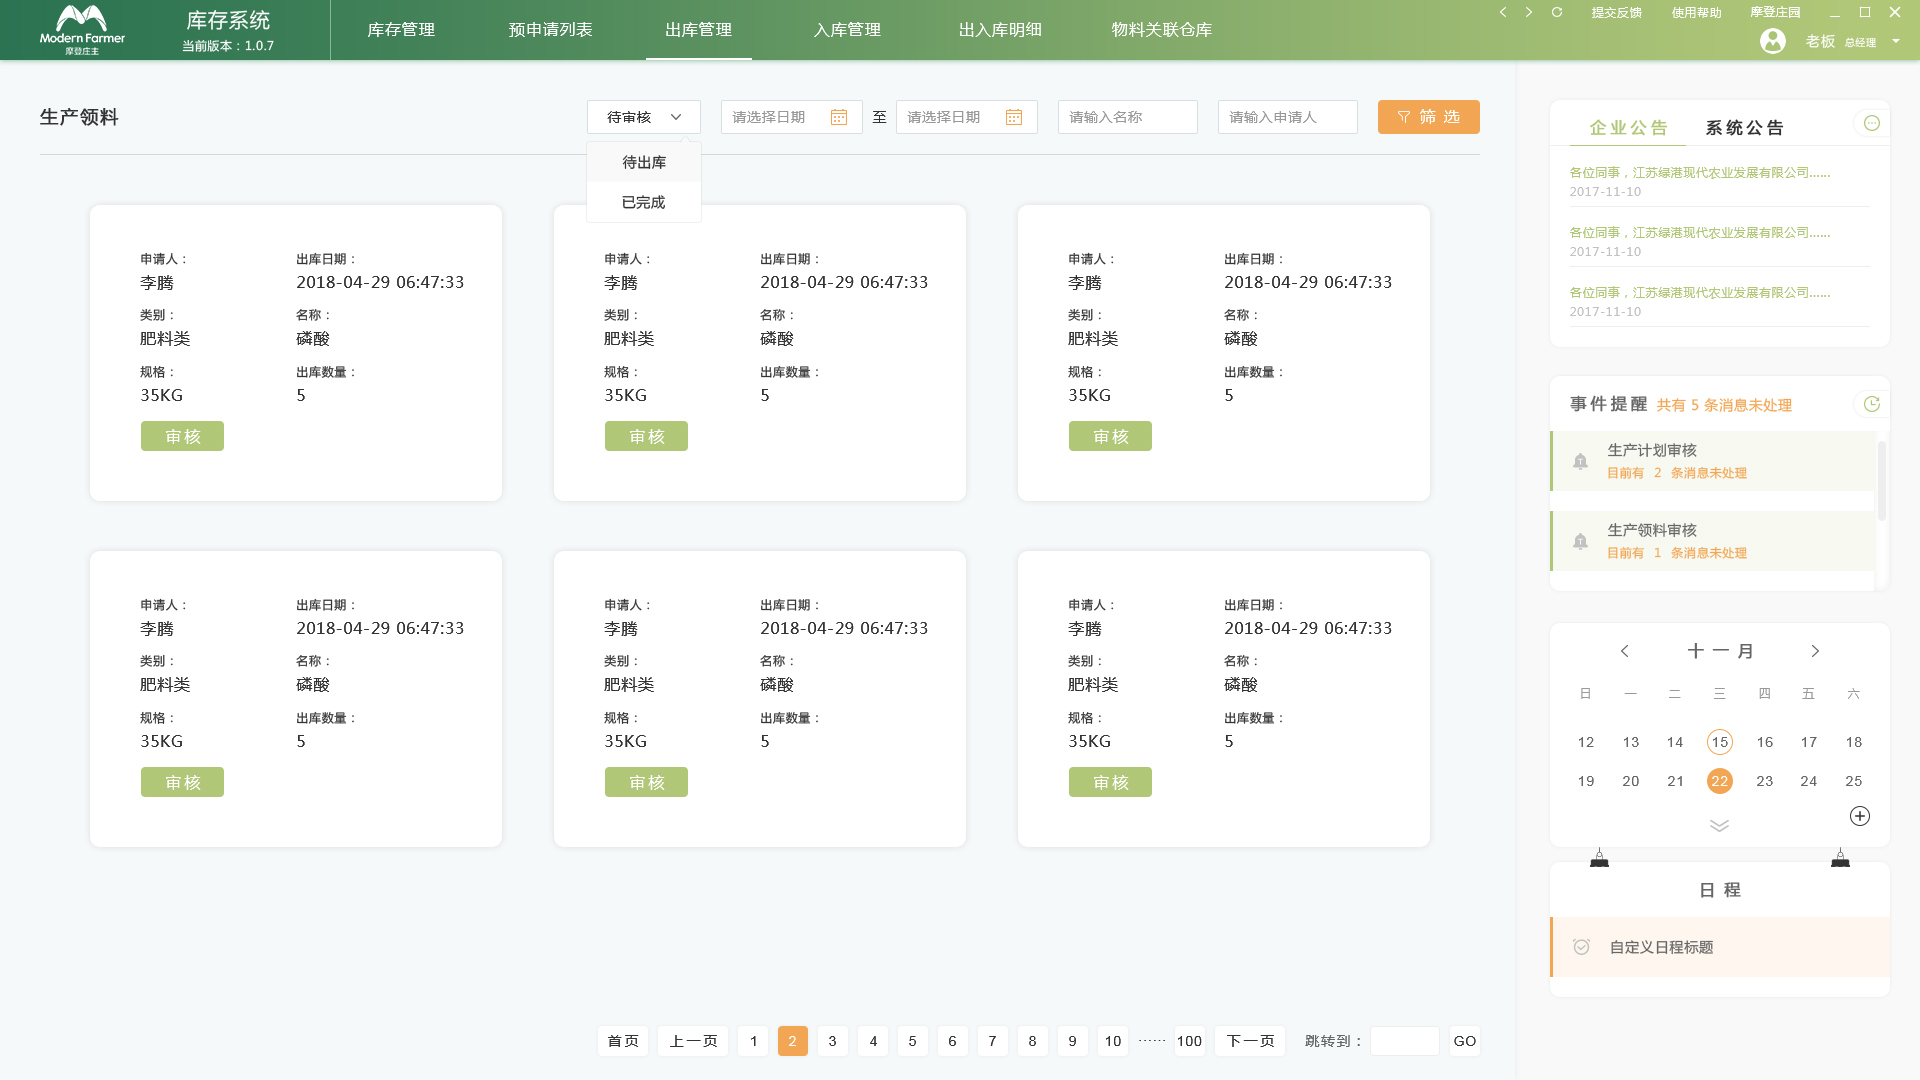 Modern Farmer
摩登庄主
库存系统
当前版本：1.0.7
库存管理
预申请列表
出库管理
入库管理
出入库明细
物料关联仓库
提交反馈
使用帮助
摩登庄园
老板 总经理
生产领料
待审核
请选择日期
至
请选择日期
请输入名称
请输入申请人
筛选
待出库
已完成
申请人：
出库日期：
李腾
2018-04-29 06:47:33
类别：
名称：
肥料类
磷酸
规格：
出库数量：
35KG
5
审核
申请人：
出库日期：
李腾
2018-04-29 06:47:33
类别：
名称：
肥料类
磷酸
规格：
出库数量：
35KG
5
审核
申请人：
出库日期：
李腾
2018-04-29 06:47:33
类别：
名称：
肥料类
磷酸
规格：
出库数量：
35KG
5
审核
申请人：
出库日期：
李腾
2018-04-29 06:47:33
类别：
名称：
肥料类
磷酸
规格：
出库数量：
35KG
5
审核
申请人：
出库日期：
李腾
2018-04-29 06:47:33
类别：
名称：
肥料类
磷酸
规格：
出库数量：
35KG
5
审核
申请人：
出库日期：
李腾
2018-04-29 06:47:33
类别：
名称：
肥料类
磷酸
规格：
出库数量：
35KG
5
审核
首页 上一页 1 2 3 4 5 6 7 8 9 10 ······ 100 下一页 跳转到： GO
企业公告 系统公告
各位同事，江苏绿港现代农业发展有限公司......
2017-11-10
各位同事，江苏绿港现代农业发展有限公司......
2017-11-10
各位同事，江苏绿港现代农业发展有限公司......
2017-11-10
事件提醒 共有 5 条消息未处理
生产计划审核
目前有 2 条消息未处理
生产领料审核
目前有 1 条消息未处理
十一月
日 一 二 三 四 五 六
12 13 14 15 16 17 18
19 20 21 22 23 24 25
日程
自定义日程标题